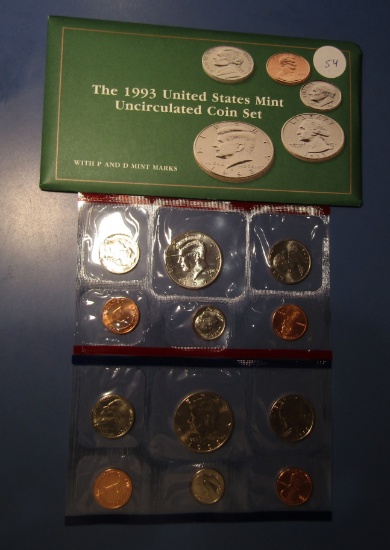 54
The 1993 United States Mint
Uncirculated Coin Set
WITH P AND D MINT MARKS